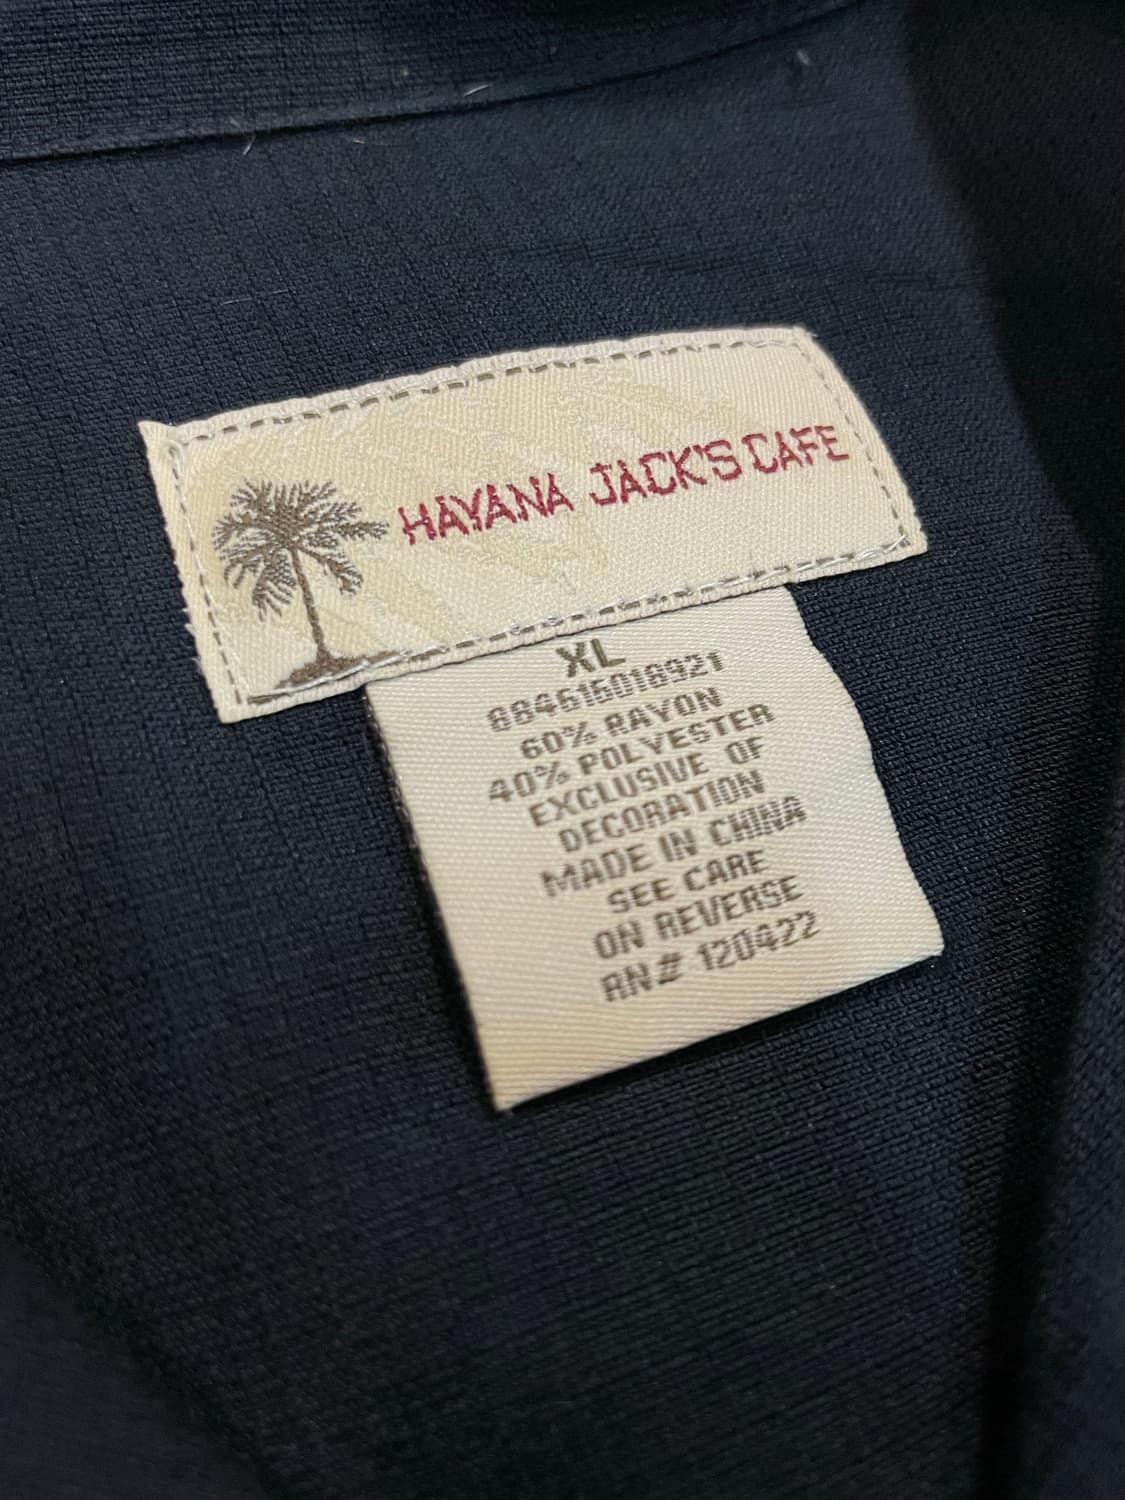 HAVANA JACK'S CAFE
XL
884615018921
60% RAYON
40% POLYESTER
EXCLUSIVE OF
DECORATION
MADE IN CHINA
SEE CARE
ON REVERSE
RN# 120422